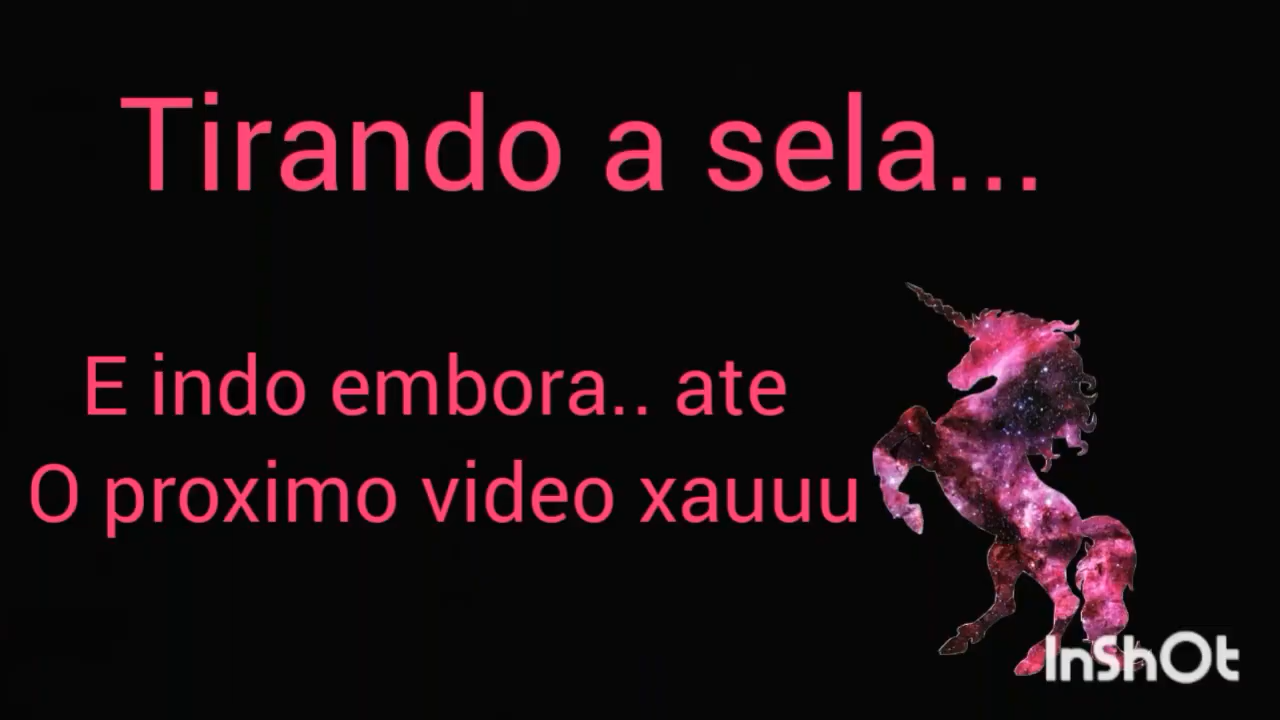 Tirando a sela...
E indo embora.. ate
O proximo video xauuu
InShOt